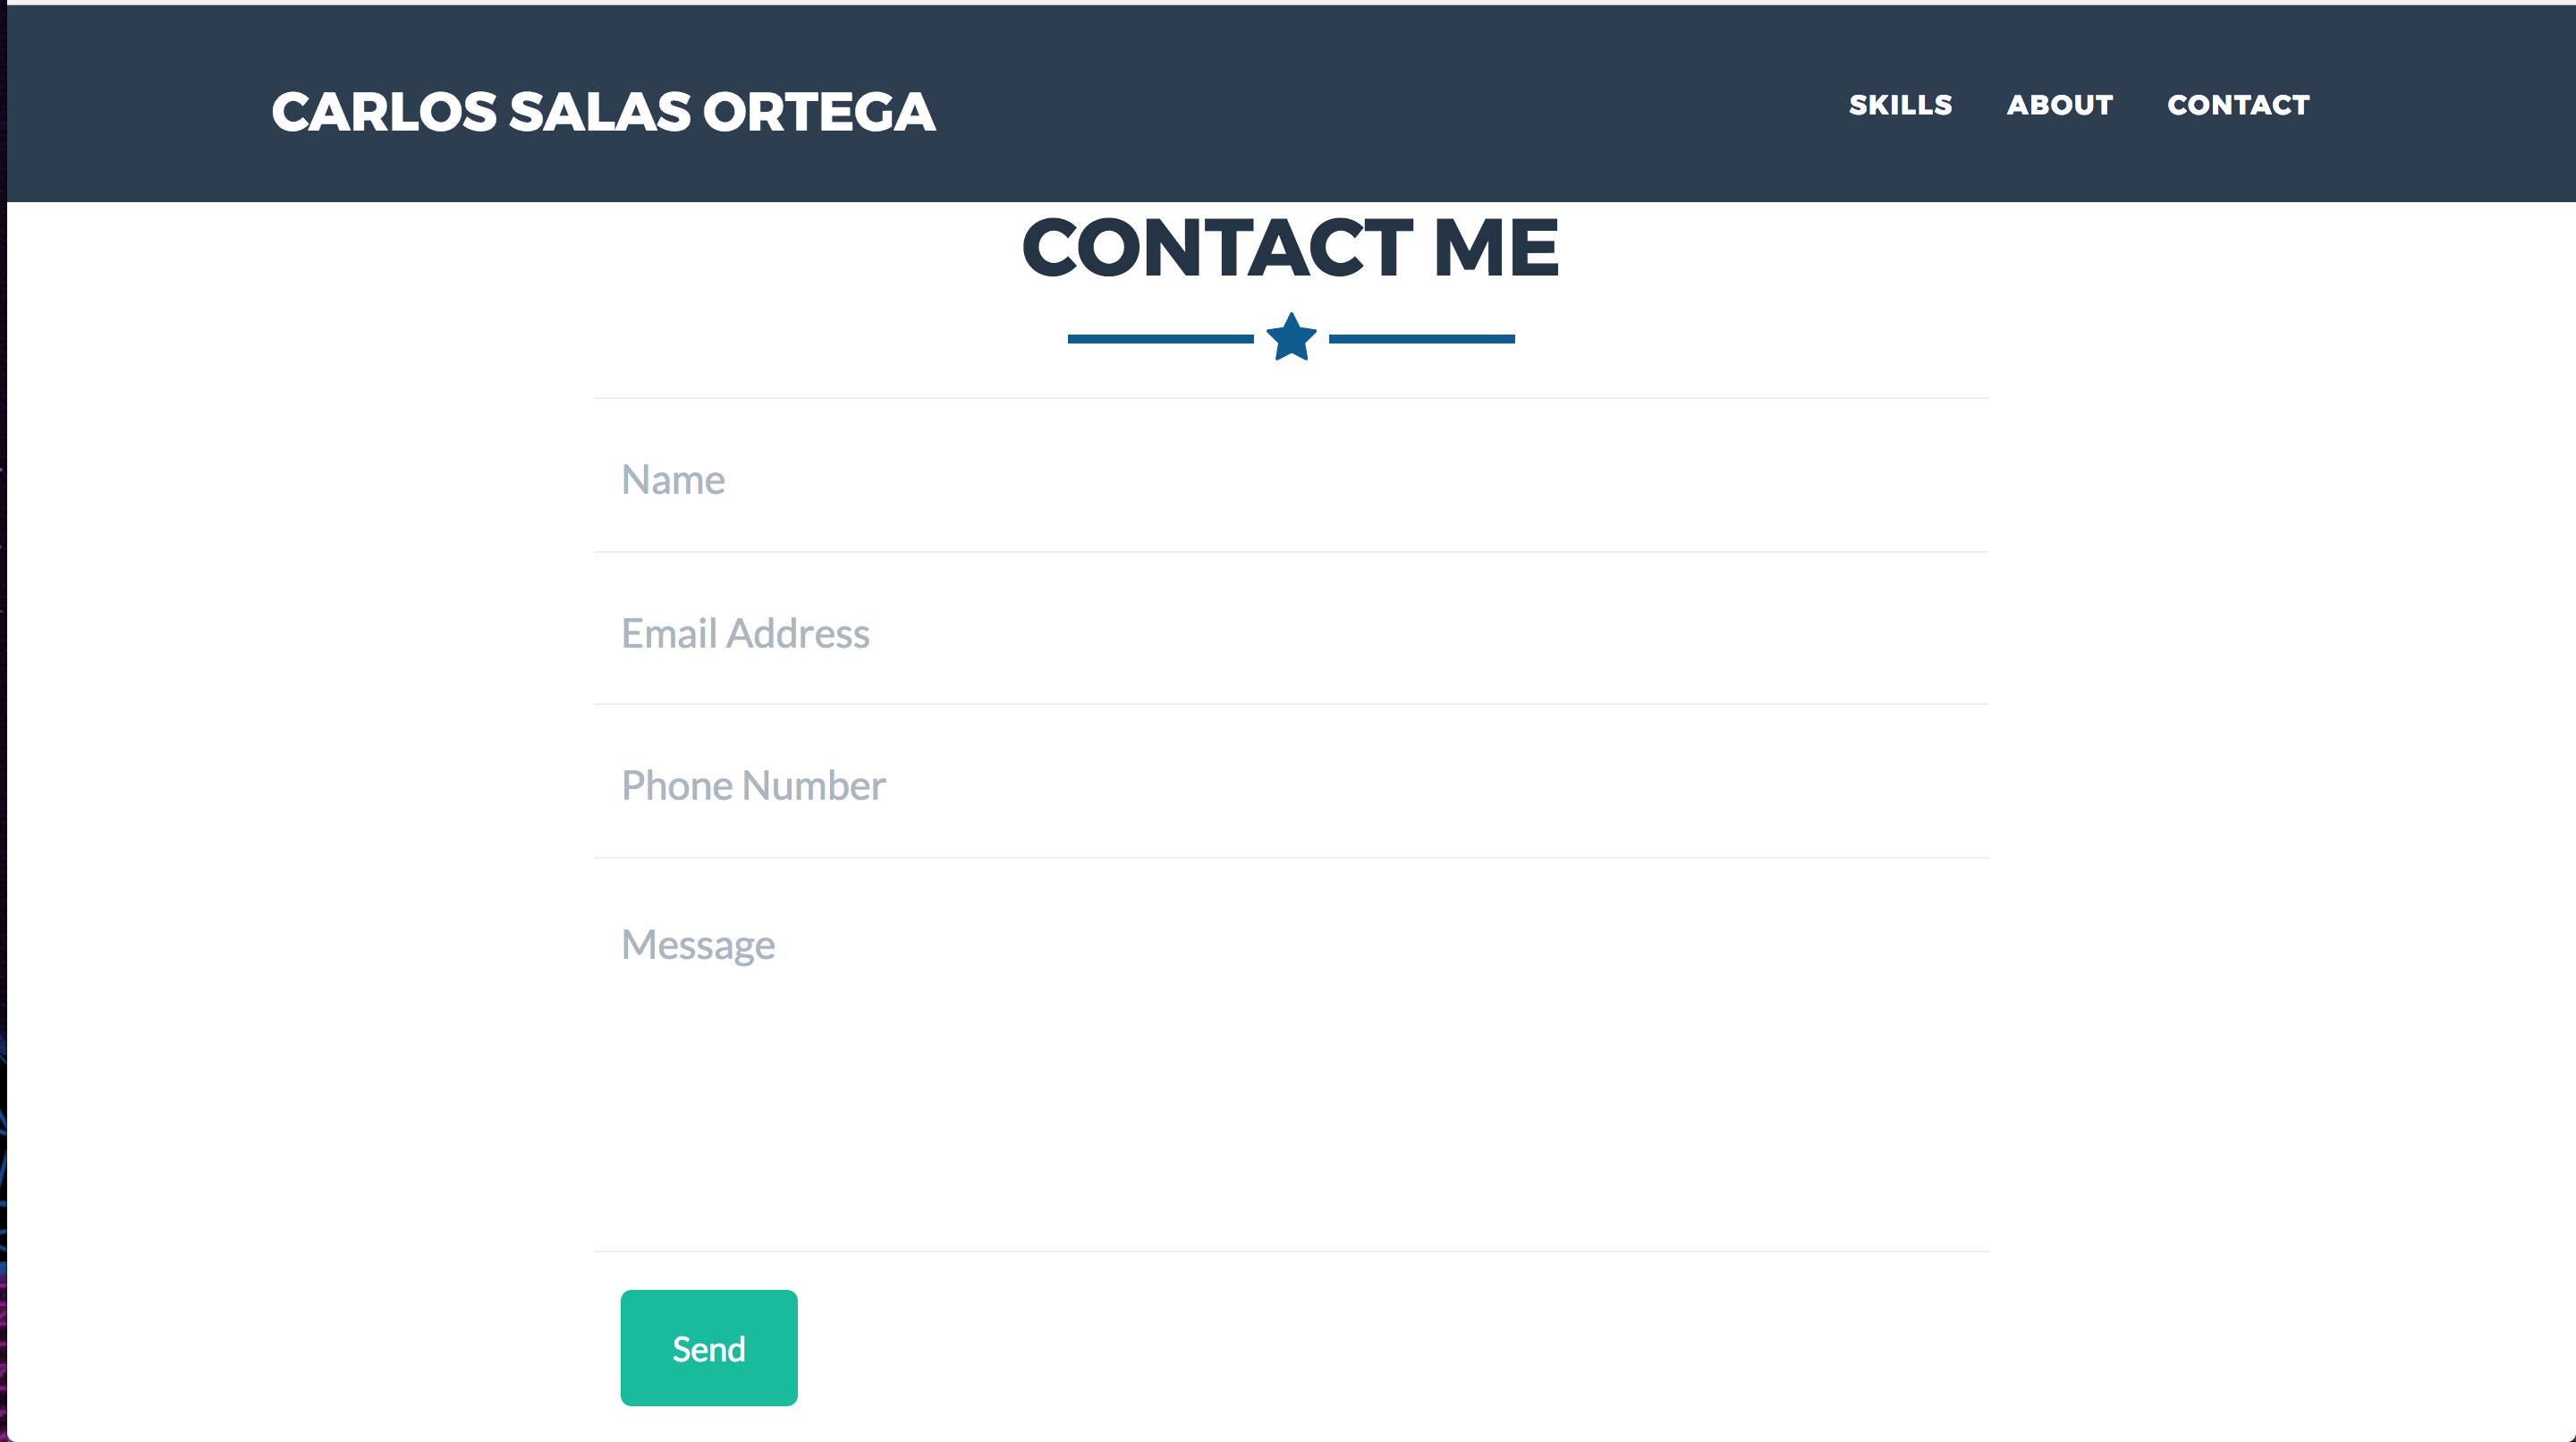 CARLOS SALAS ORTEGA
SKILLS ABOUT CONTACT
CONTACT ME
Name
Email Address
Phone Number
Message
Send